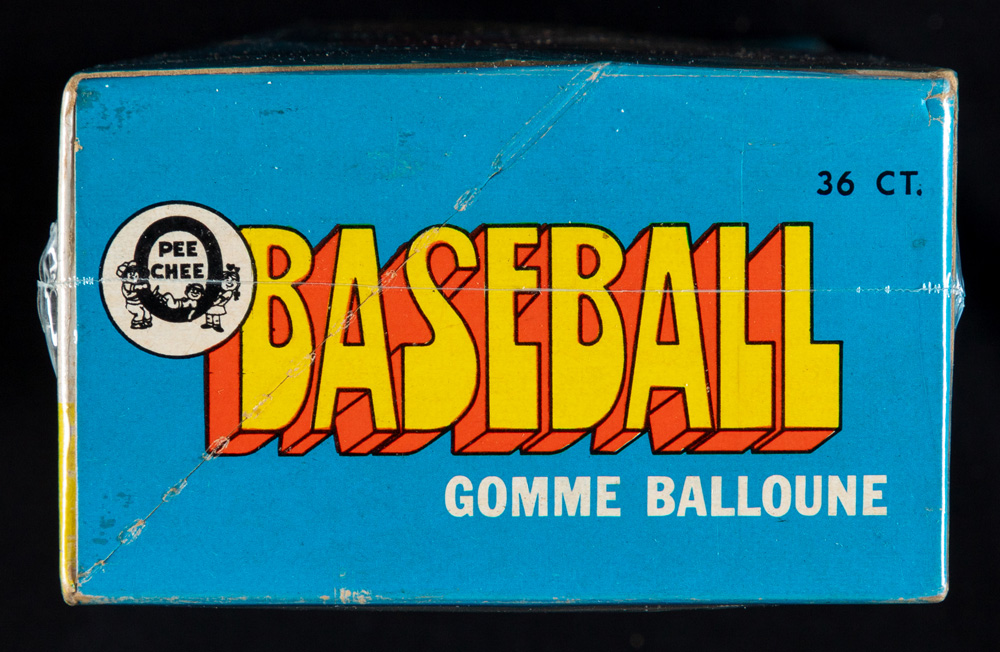 36 CT.
O PEE
CHEE
BASEBALL
GOMME BALLOUNE